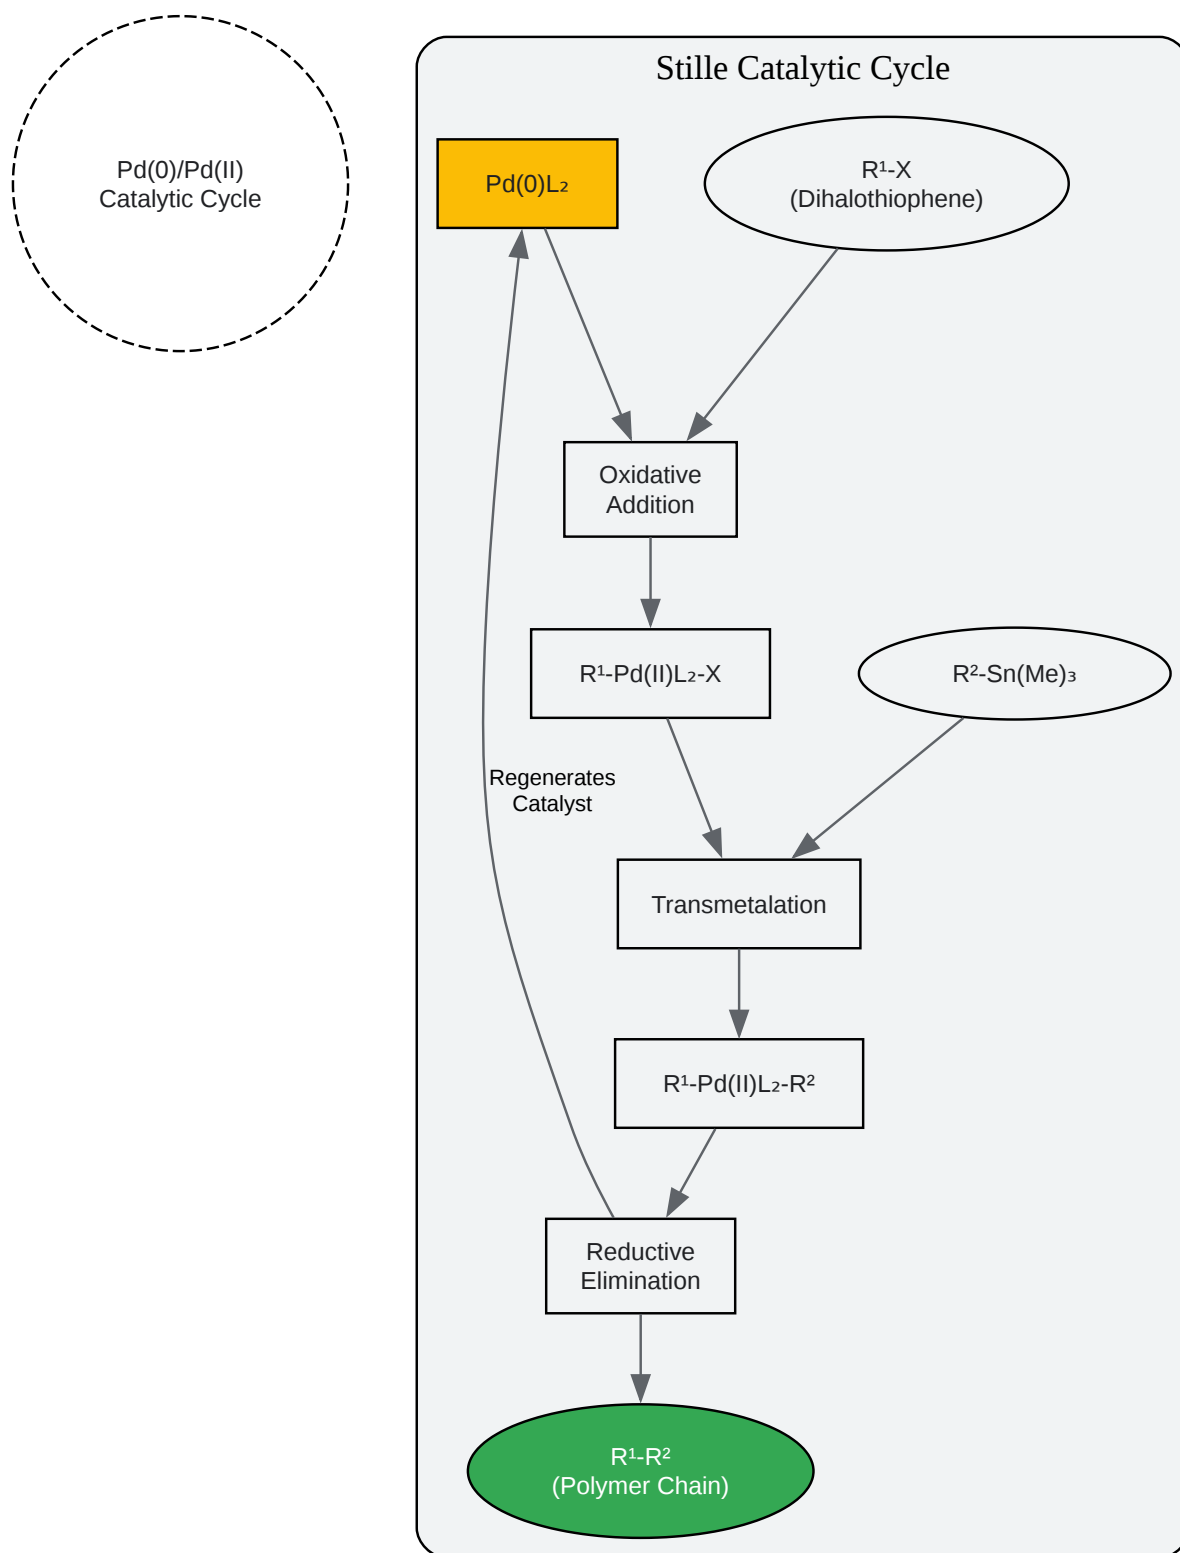 Stille Catalytic Cycle
Pd(0)/Pd(II)
Catalytic Cycle
Pd(0)L₂
R¹-X
(Dihalothiophene)
Oxidative
Addition
R¹-Pd(II)L₂-X
R²-Sn(Me)₃
Regenerates
Catalyst
Transmetalation
R¹-Pd(II)L₂-R²
Reductive
Elimination
R¹-R²
(Polymer Chain)